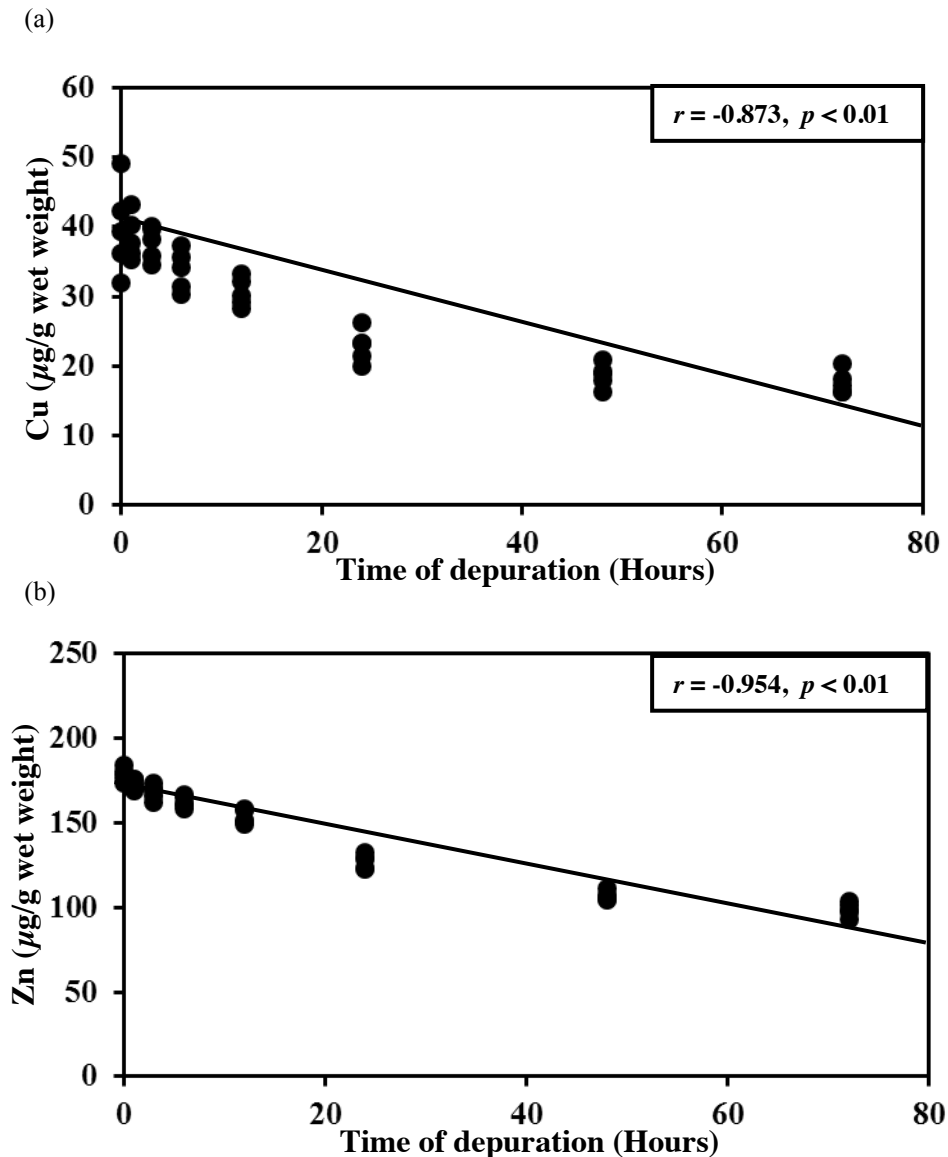 (a)
r = -0.873, p < 0.01
Cu (µg/g wet weight)
60
50
40
30
20
10
0
0 20 40 60 80
Time of depuration (Hours)
(b)
r = -0.954, p < 0.01
Zn (µg/g wet weight)
250
200
150
100
50
0
0 20 40 60 80
Time of depuration (Hours)